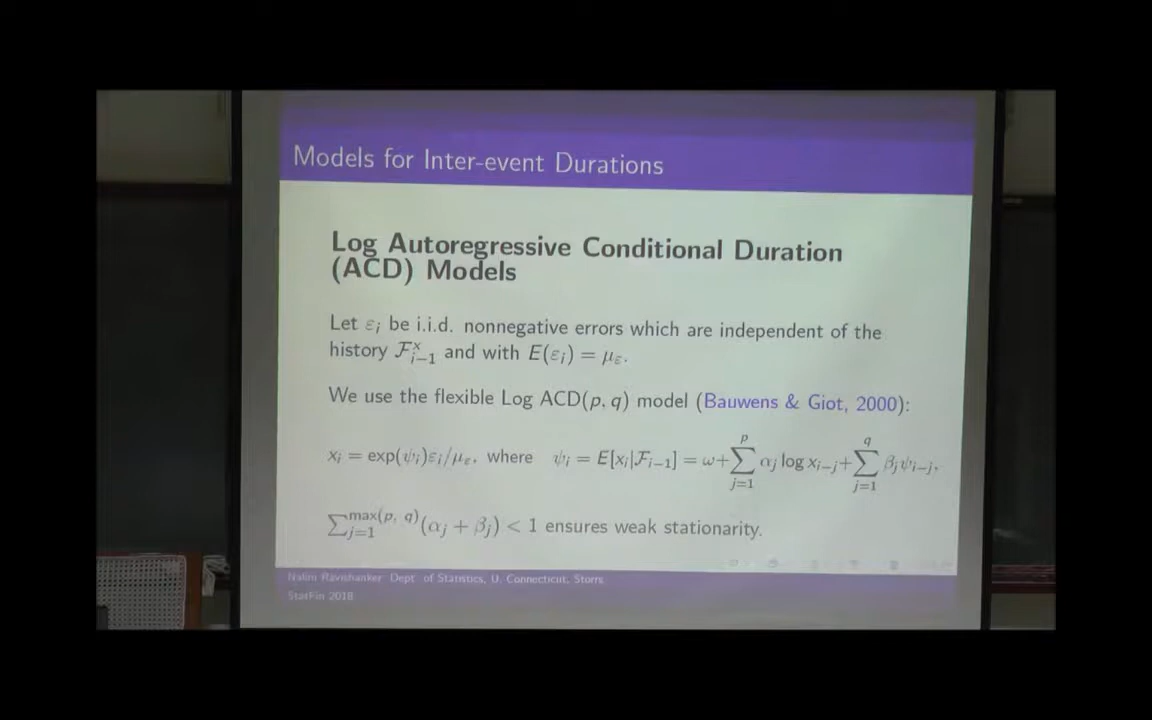 Models for Inter-event Durations
Log Autoregressive Conditional Duration
(ACD) Models
Let εᵢ be i.i.d. nonnegative errors which are independent of the
history ℱˣᵢ₋₁ and with E(εᵢ) = μ_ε.
We use the flexible Log ACD(p, q) model (Bauwens & Giot, 2000):
xᵢ = exp(ψᵢ)εᵢ/μ_ε, where ψᵢ = E[xᵢ|ℱᵢ₋₁] = ω+∑_{j=1}^{p} αⱼ log xᵢ₋ⱼ+∑_{j=1}^{q} βⱼψᵢ₋ⱼ,
∑_{j=1}^{max(p, q)}(αⱼ + βⱼ) < 1 ensures weak stationarity.
Nalini Ravishanker Dept of Statistics, U. Connecticut, Storrs
StatFin 2018